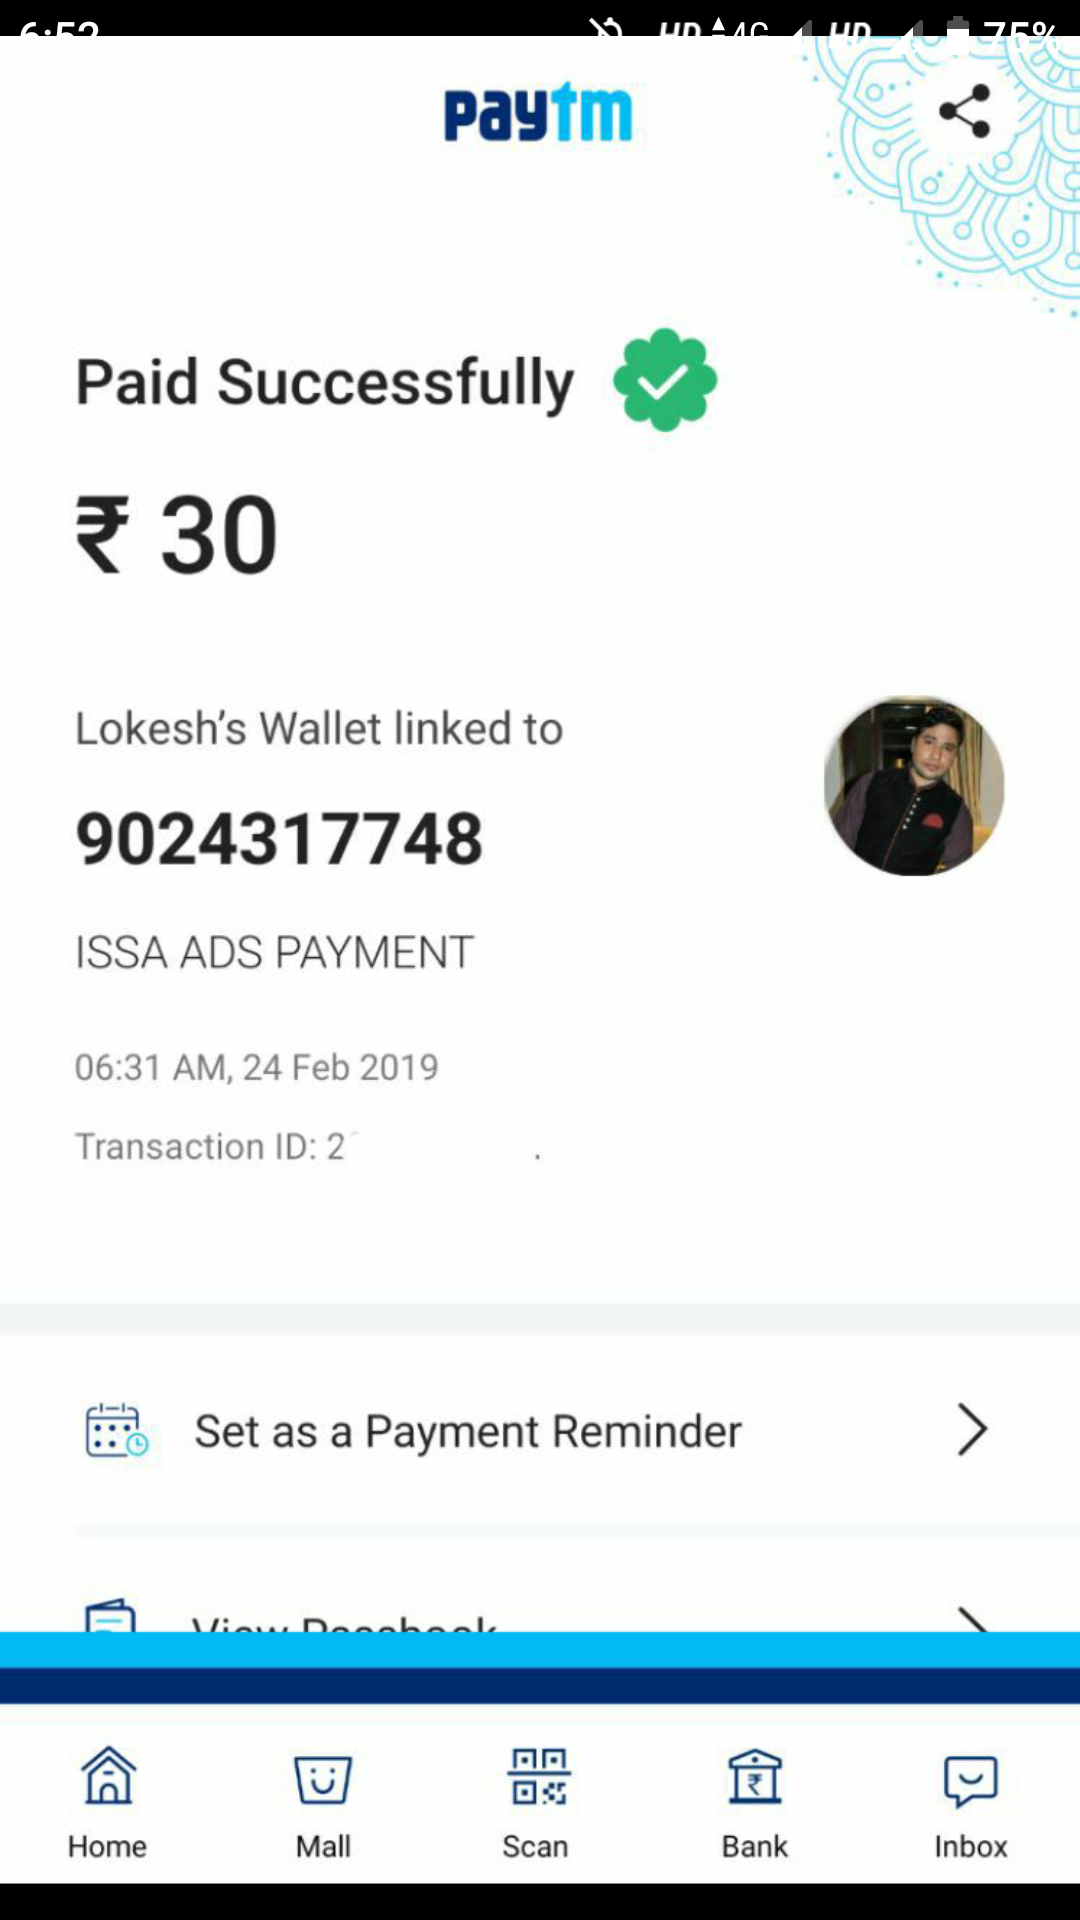 6:52 HD 4G HD 75%
paytm
Paid Successfully
₹ 30
Lokesh’s Wallet linked to
9024317748
ISSA ADS PAYMENT
06:31 AM, 24 Feb 2019
Transaction ID: 2
Set as a Payment Reminder
View Passbook
Home Mall Scan Bank Inbox